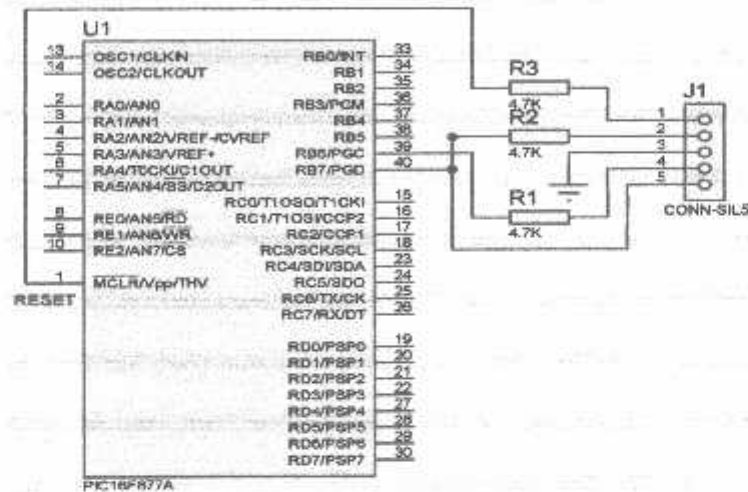 U1
13 OSC1/CLKIN RB0/INT 33
14 OSC2/CLKOUT RB1 34
RB2 35
2 RA0/AN0 RB3/PGM 36
3 RA1/AN1 RB4 37
4 RA2/AN2/VREF-/CVREF RB5 38
5 RA3/AN3/VREF+ RB6/PGC 39
6 RA4/T0CKI/C1OUT RB7/PGD 40
7 RA5/AN4/SS/C2OUT
RC0/T1OSO/T1CKI 15
8 RE0/AN5/RD RC1/T1OSI/CCP2 16
9 RE1/AN6/WR RC2/CCP1 17
10 RE2/AN7/CS RC3/SCK/SCL 18
RC4/SDI/SDA 23
1 MCLR/Vpp/THV RC5/SDO 24
RESET RC6/TX/CK 25
RC7/RX/DT 26
RD0/PSP0 19
RD1/PSP1 20
RD2/PSP2 21
RD3/PSP3 22
RD4/PSP4 27
RD5/PSP5 28
RD6/PSP6 29
RD7/PSP7 30
PIC16F877A
R3
4.7K
R2
4.7K
R1
4.7K
J1
1
2
3
4
5
CONN-SIL5